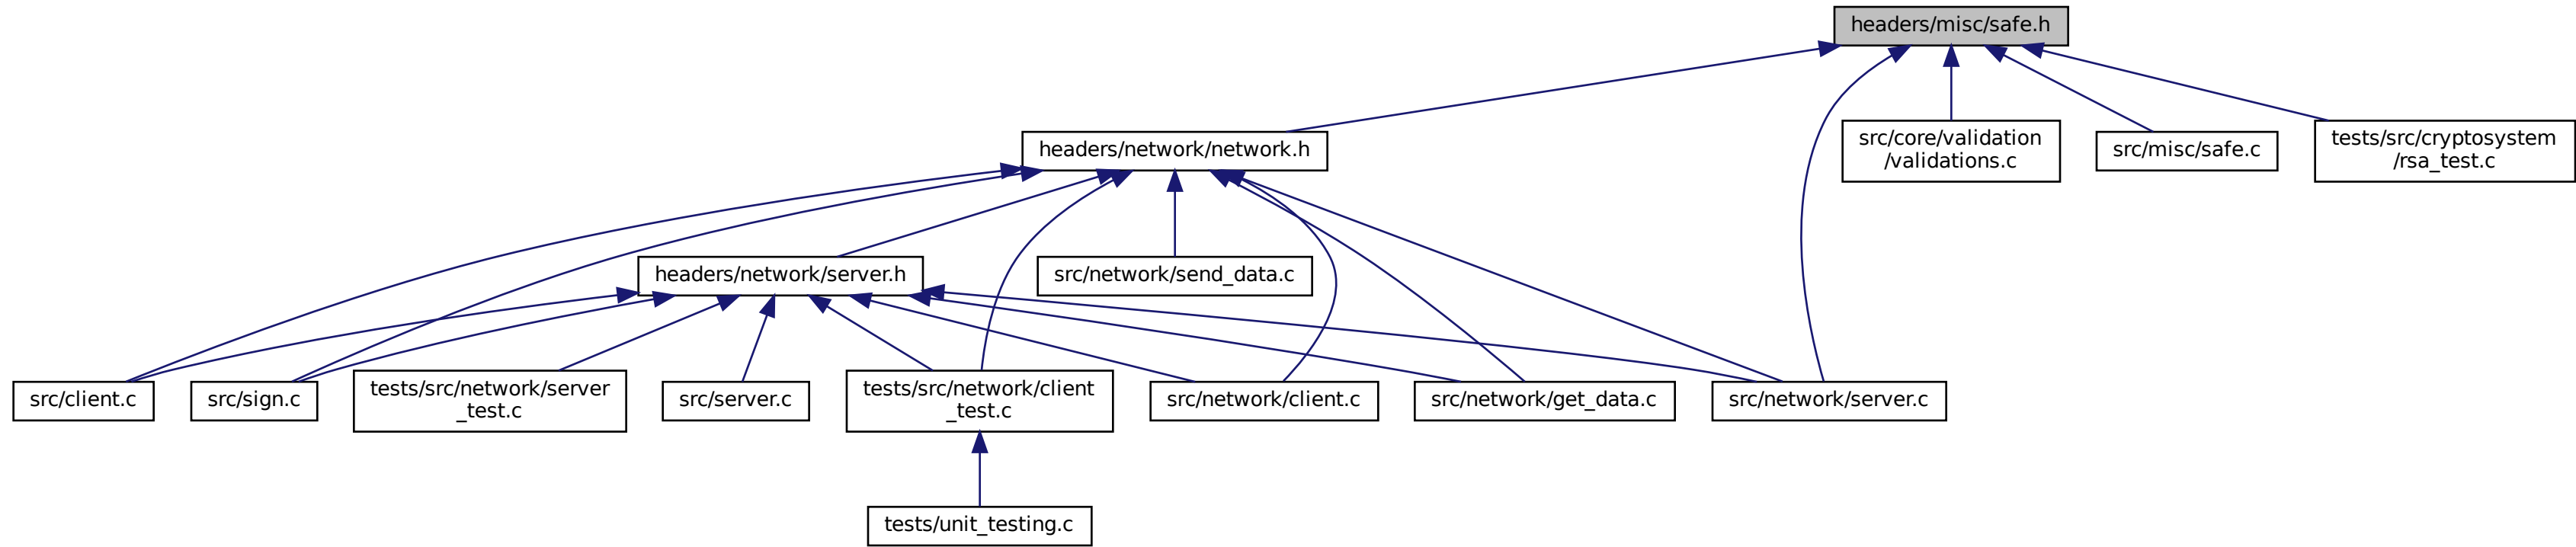 headers/misc/safe.h
headers/network/network.h
src/core/validation
/validations.c
src/misc/safe.c
tests/src/cryptosystem
/rsa_test.c
headers/network/server.h
src/network/send_data.c
src/client.c
src/sign.c
tests/src/network/server
_test.c
src/server.c
tests/src/network/client
_test.c
src/network/client.c
src/network/get_data.c
src/network/server.c
tests/unit_testing.c